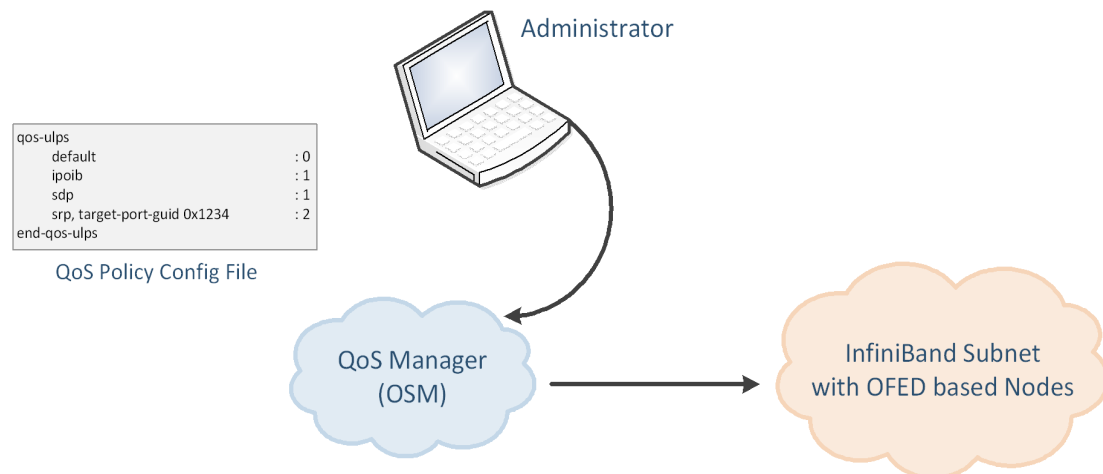 Administrator
qos-ulps
default : 0
ipoib : 1
sdp : 1
srp, target-port-guid 0x1234 : 2
end-qos-ulps
QoS Policy Config File
QoS Manager
(OSM)
InfiniBand Subnet
with OFED based Nodes